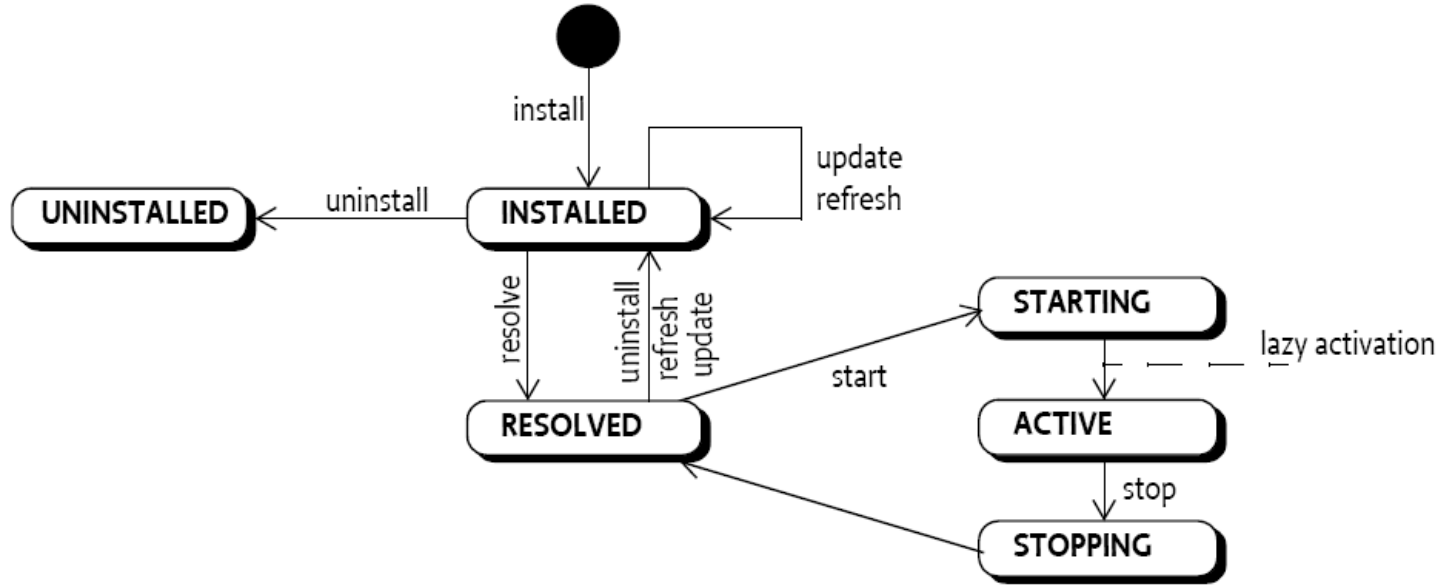 install
update
refresh
uninstall
UNINSTALLED
INSTALLED
resolve
uninstall
refresh
update
STARTING
lazy activation
start
RESOLVED
ACTIVE
stop
STOPPING